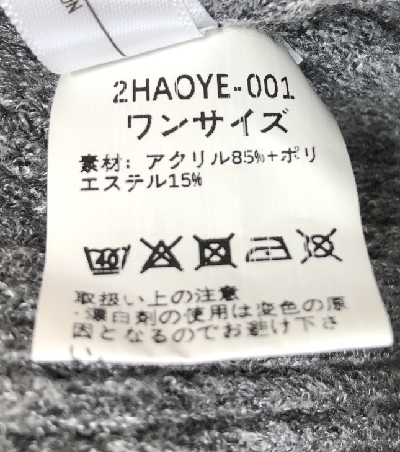 ON
2HAOYE-001
ワンサイズ
素材: アクリル85%+ポリ
エステル15%
40
取扱い上の注意
・漂白剤の使用は変色の原
因となるのでお避け下さ
い。